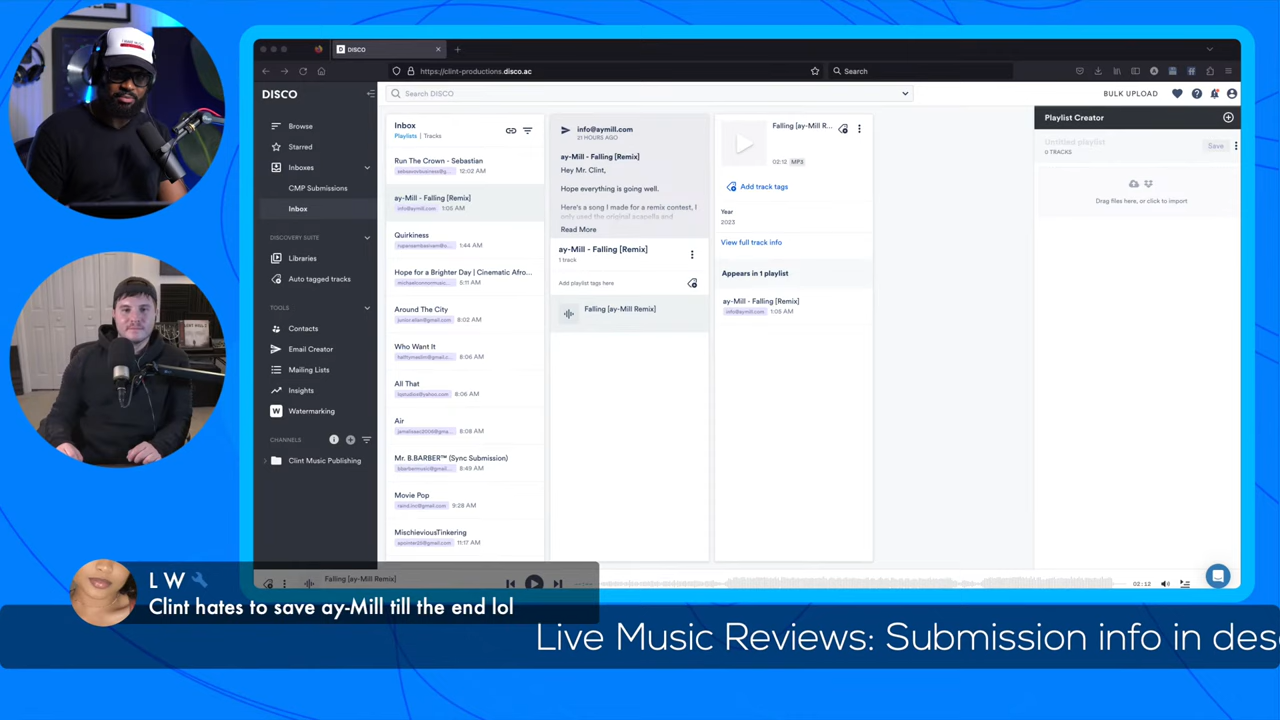 DISCO
https://clint-productions.disco.ac
Search
DISCO
Search DISCO
BULK UPLOAD
Browse
Starred
Inboxes
CMP Submissions
Inbox
DISCOVERY SUITE
Libraries
Auto tagged tracks
TOOLS
Contacts
Email Creator
Mailing Lists
Insights
W Watermarking
CHANNELS
Clint Music Publishing
Inbox
Playlists | Tracks
Run The Crown - Sebastian
12:02 AM
ay-Mill - Falling [Remix]
info@aymill.com 1:05 AM
Quirkiness
1:44 AM
Hope for a Brighter Day | Cinematic Afro...
5:11 AM
Around The City
8:02 AM
Who Want It
8:06 AM
All That
8:06 AM
Air
8:08 AM
Mr. B.BARBER™ (Sync Submission)
8:49 AM
Movie Pop
9:28 AM
MischieviousTinkering
11:17 AM
info@aymill.com
21 HOURS AGO
ay-Mill - Falling [Remix]
Hey Mr. Clint,
Hope everything is going well.
Here's a song I made for a remix contest, I
only used the original acapella and
Read More
ay-Mill - Falling [Remix]
1 track
Add playlist tags here
Falling [ay-Mill Remix]
Falling [ay-Mill R...
02:12 MP3
Add track tags
Year
2023
View full track info
Appears in 1 playlist
ay-Mill - Falling [Remix]
info@aymill.com 1:05 AM
Playlist Creator
Untitled playlist
0 TRACKS
Save
Drag files here, or click to import
Falling [ay-Mill Remix]
02:12
L W
Clint hates to save ay-Mill till the end lol
Live Music Reviews: Submission info in desc